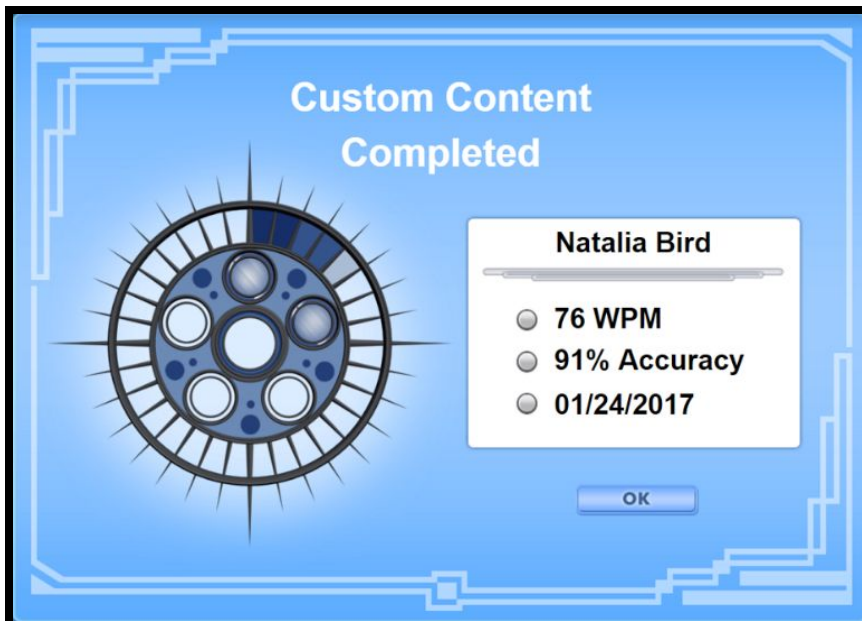 Custom Content
Completed
Natalia Bird
76 WPM
91% Accuracy
01/24/2017
OK